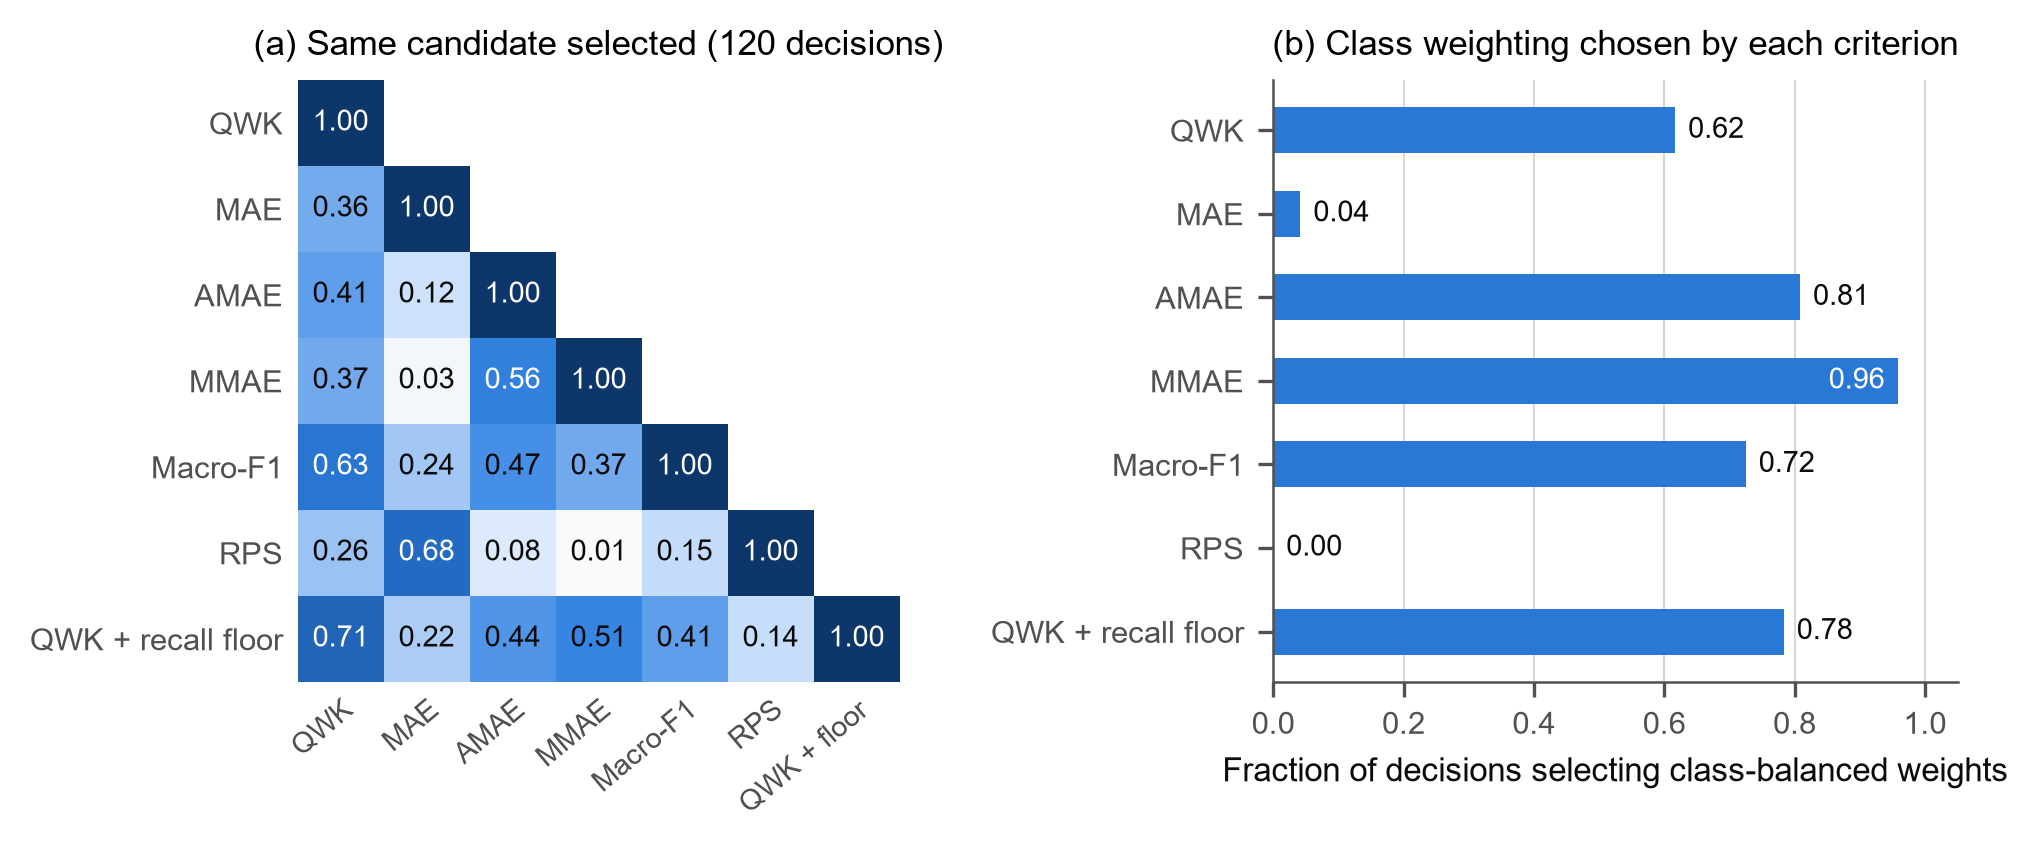 (a) Same candidate selected (120 decisions)
QWK 1.00
MAE 0.36 1.00
AMAE 0.41 0.12 1.00
MMAE 0.37 0.03 0.56 1.00
Macro-F1 0.63 0.24 0.47 0.37 1.00
RPS 0.26 0.68 0.08 0.01 0.15 1.00
QWK + recall floor 0.71 0.22 0.44 0.51 0.41 0.14 1.00
QWK MAE AMAE MMAE Macro-F1 RPS QWK + floor
(b) Class weighting chosen by each criterion
QWK 0.62
MAE 0.04
AMAE 0.81
MMAE 0.96
Macro-F1 0.72
RPS 0.00
QWK + recall floor 0.78
0.0 0.2 0.4 0.6 0.8 1.0
Fraction of decisions selecting class-balanced weights